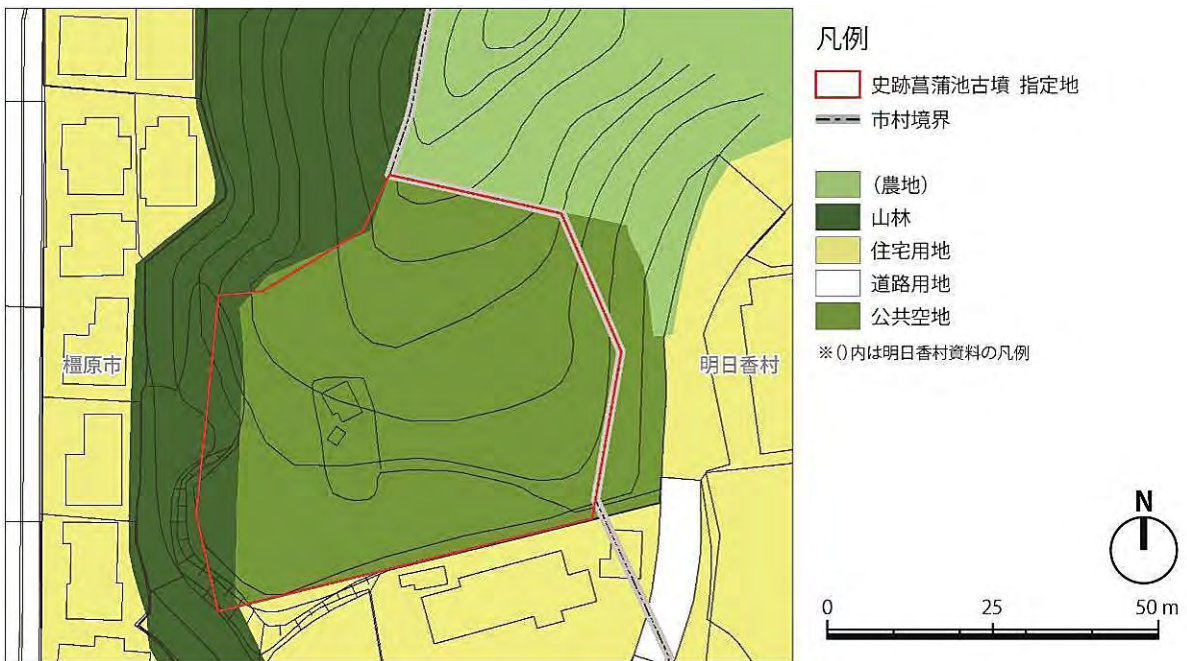 橿原市
明日香村
凡例
史跡菖蒲池古墳 指定地
市村境界
(農地)
山林
住宅用地
道路用地
公共空地
※()内は明日香村資料の凡例
N
0 25 50 m